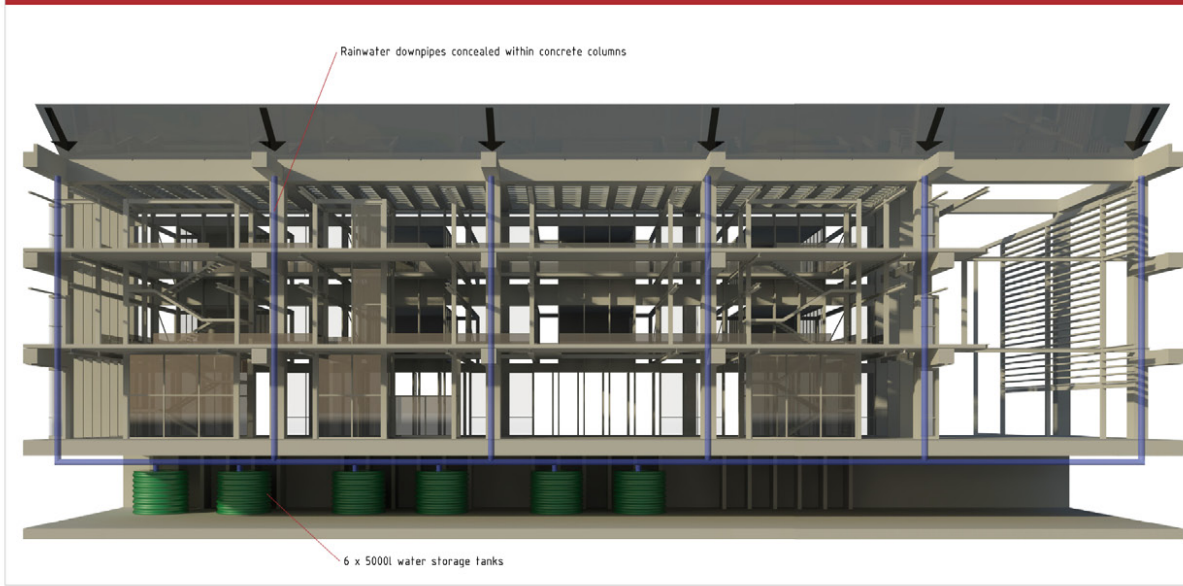 Rainwater downpipes concealed within concrete columns
6 x 5000l water storage tanks